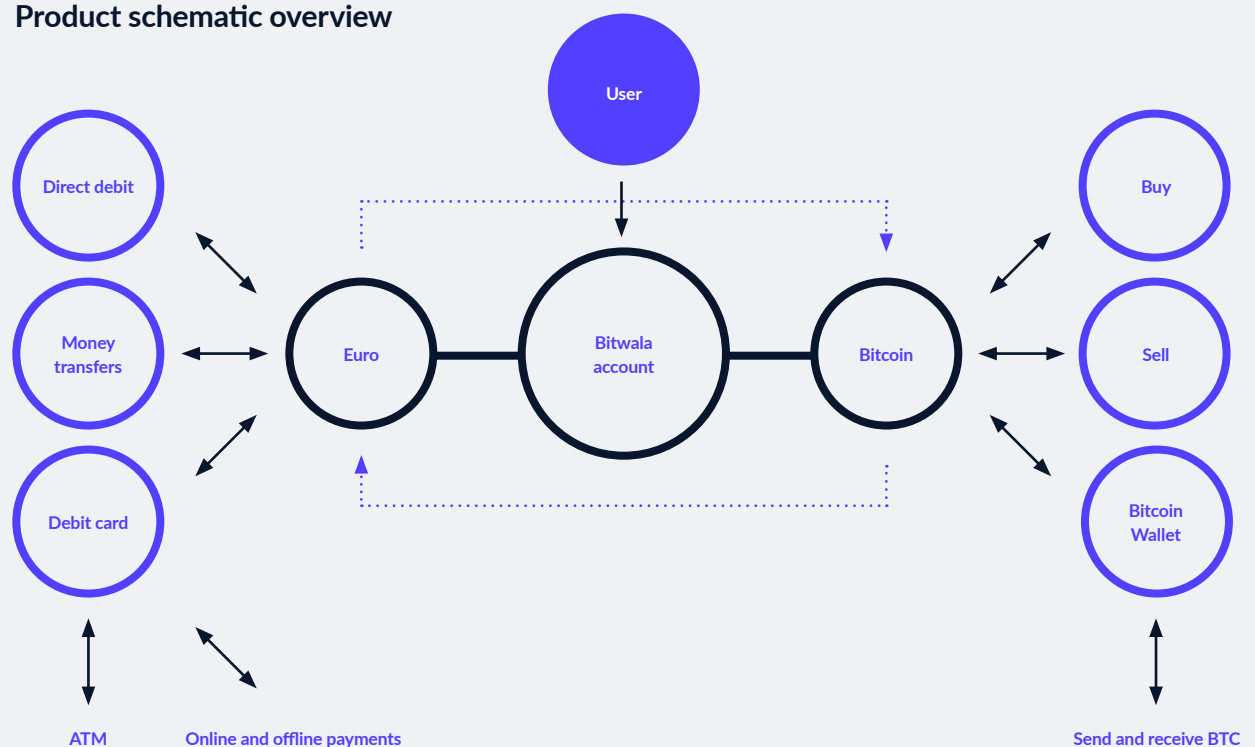 Product schematic overview
User
Direct debit
Buy
Money
transfers
Euro
Bitwala
account
Bitcoin
Sell
Debit card
Bitcoin
Wallet
ATM
Online and offline payments
Send and receive BTC